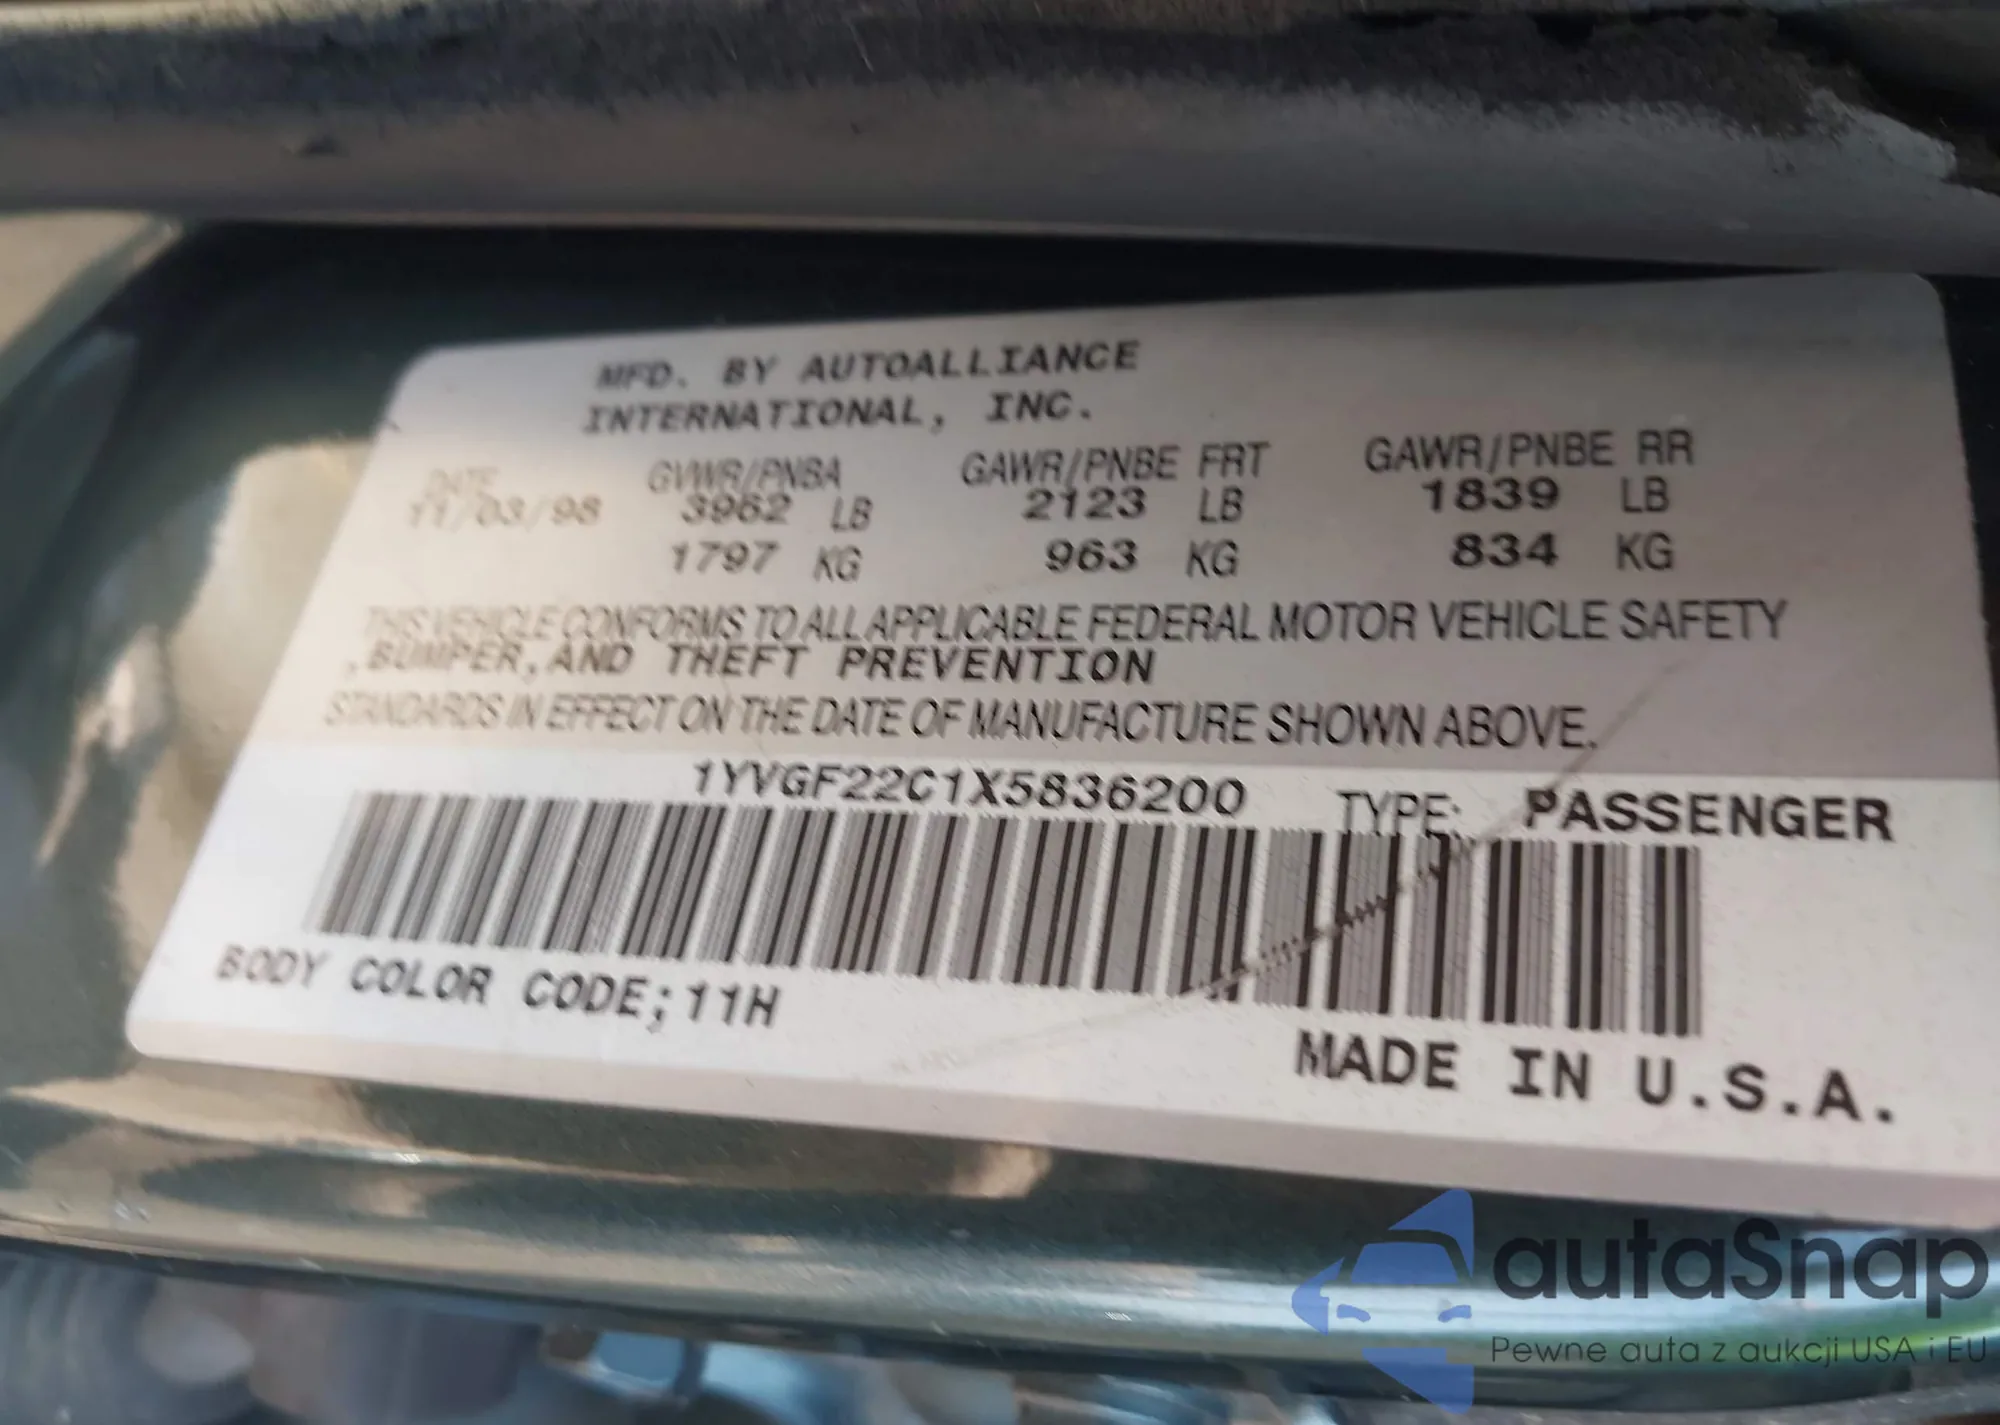 MFD. BY AUTOALLIANCE
INTERNATIONAL, INC.
DATE GVWR/PNBA GAWR/PNBE FRT GAWR/PNBE RR
11/03/98 3962 LB 2123 LB 1839 LB
1797 KG 963 KG 834 KG
THIS VEHICLE CONFORMS TO ALL APPLICABLE FEDERAL MOTOR VEHICLE SAFETY
,BUMPER,AND THEFT PREVENTION
STANDARDS IN EFFECT ON THE DATE OF MANUFACTURE SHOWN ABOVE.
1YVGF22C1X5836200 TYPE: PASSENGER
BODY COLOR CODE;11H
MADE IN U.S.A.
autaSnap
Pewne auta z aukcji USA i EU